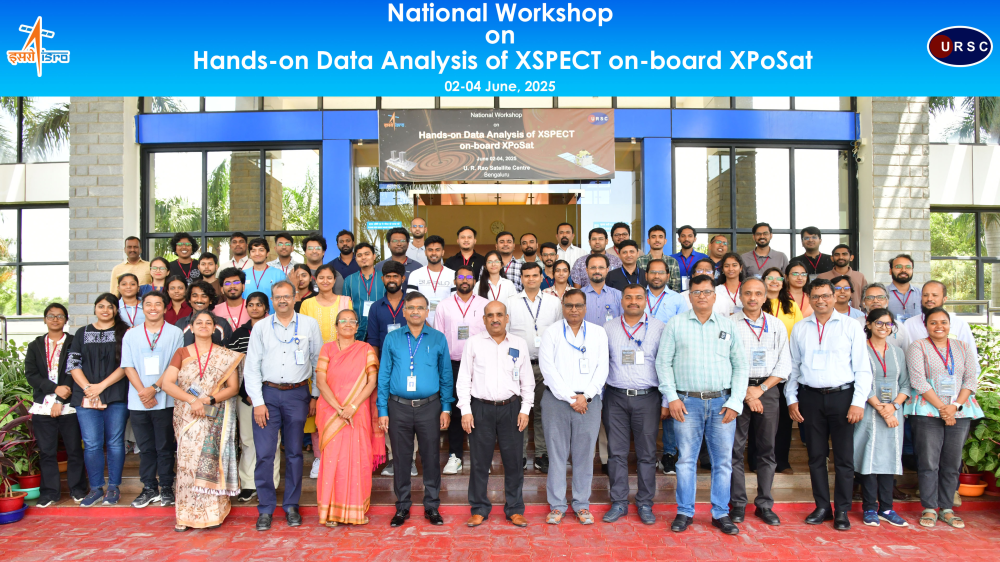 National Workshop
on
Hands-on Data Analysis of XSPECT on-board XPoSat
02-04 June, 2025
इसरो isro
URSC
National Workshop
on
Hands-on Data Analysis of XSPECT
on-board XPoSat
June 02-04, 2025
U. R. Rao Satellite Centre
Bengaluru
URSC